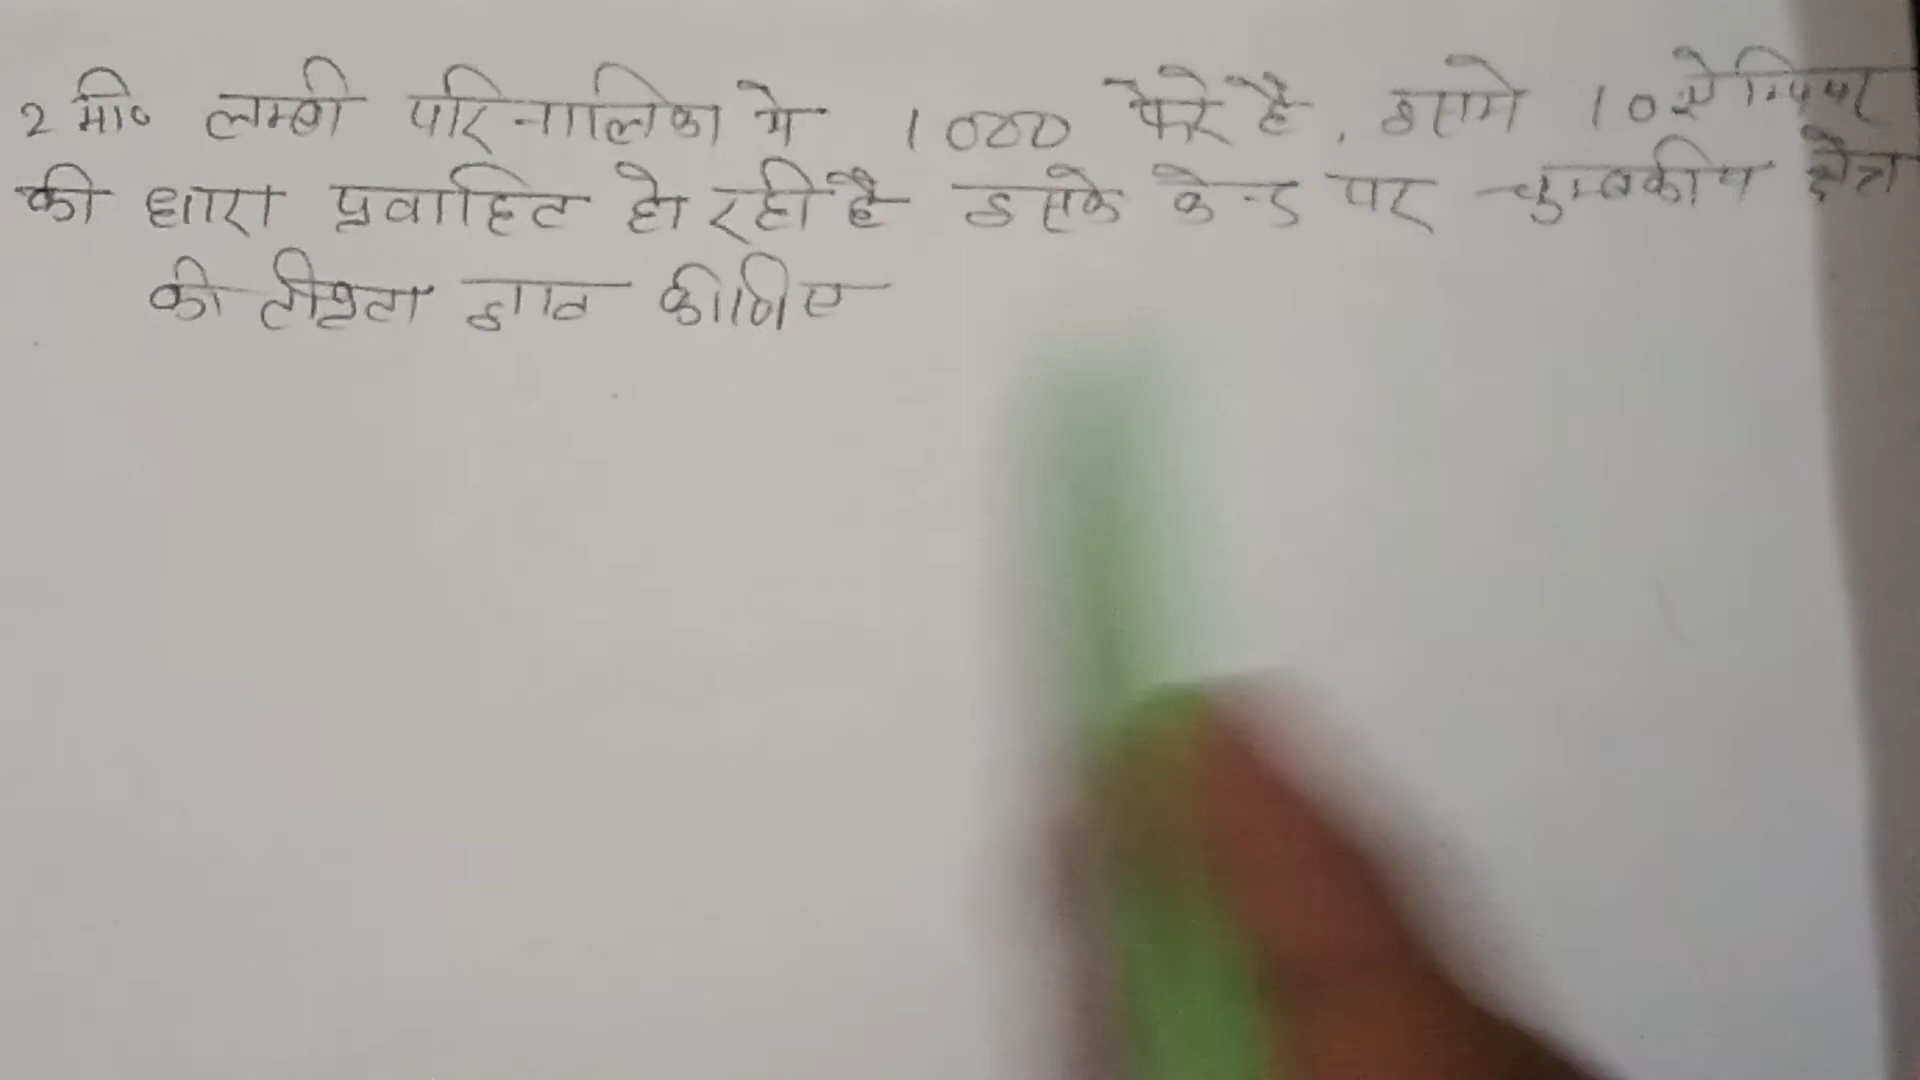 2 मी० लम्बी परिनालिका मे 1000 फेरे है, इसमे 10 ऐम्पियर
की धारा प्रवाहित हो रही है इसके केन्द्र पर चुम्बकीय क्षेत्र
की तीव्रता ज्ञात कीजिए